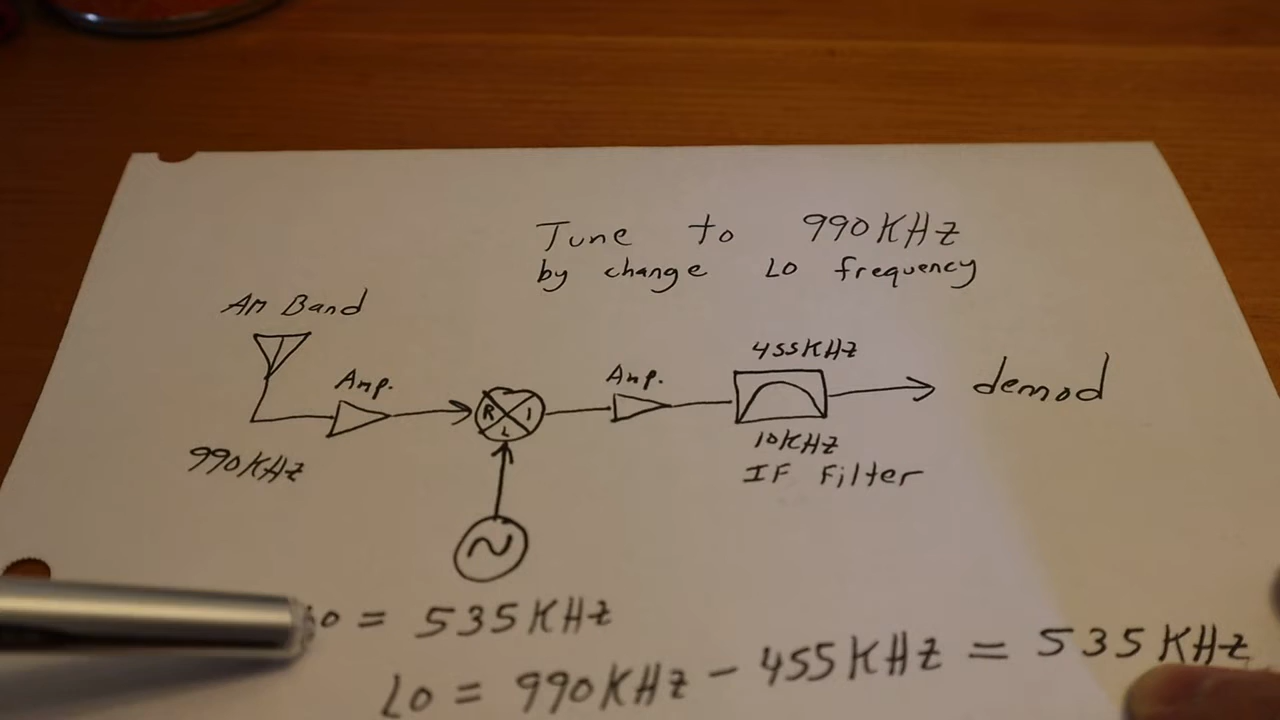 Tune to 990KHz
by change LO frequency
AM Band
Amp.
Amp.
455KHz
demod
R I
L
10KHz
IF Filter
990KHz
= 535KHz
LO = 990KHz - 455KHz = 535KHz